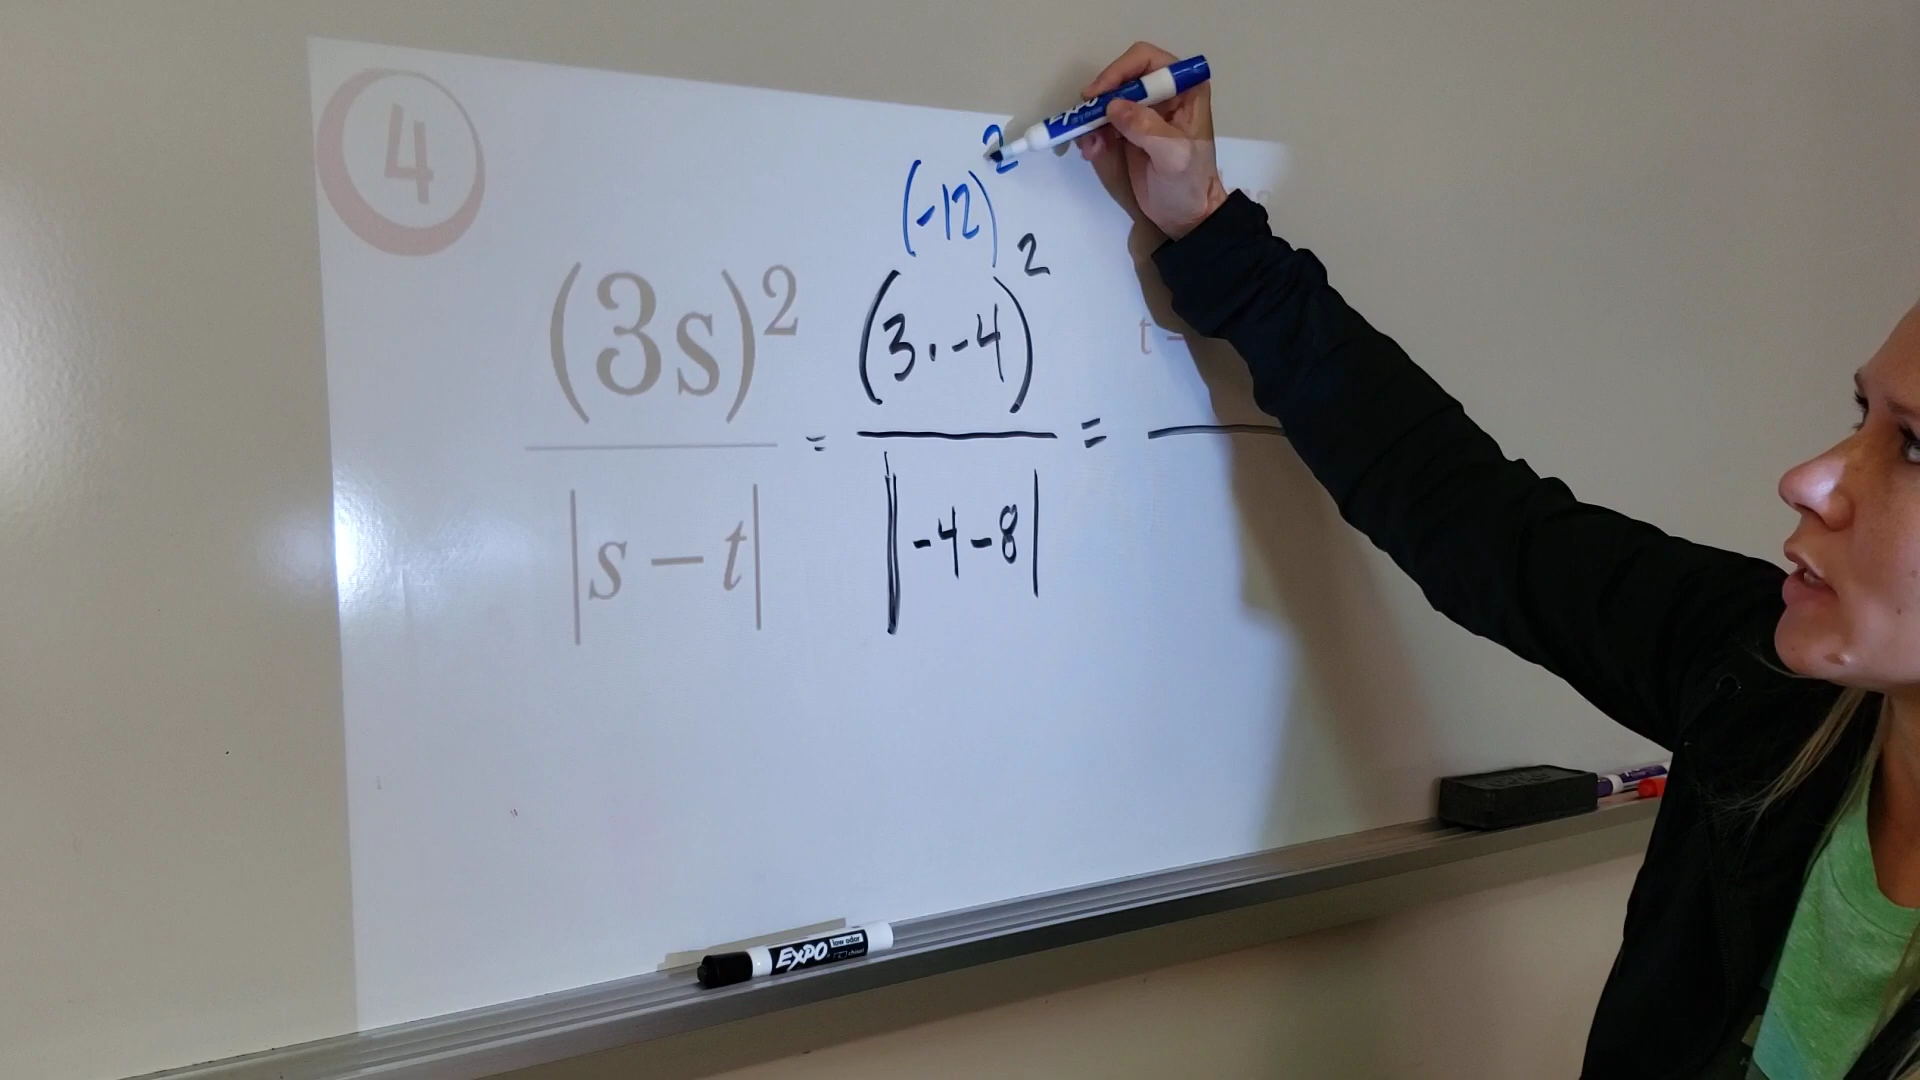 4
(-12)²
(3s)² / |s − t| = (3 · -4)² / |-4-8| =
t =
EXPO
EXPO low odor